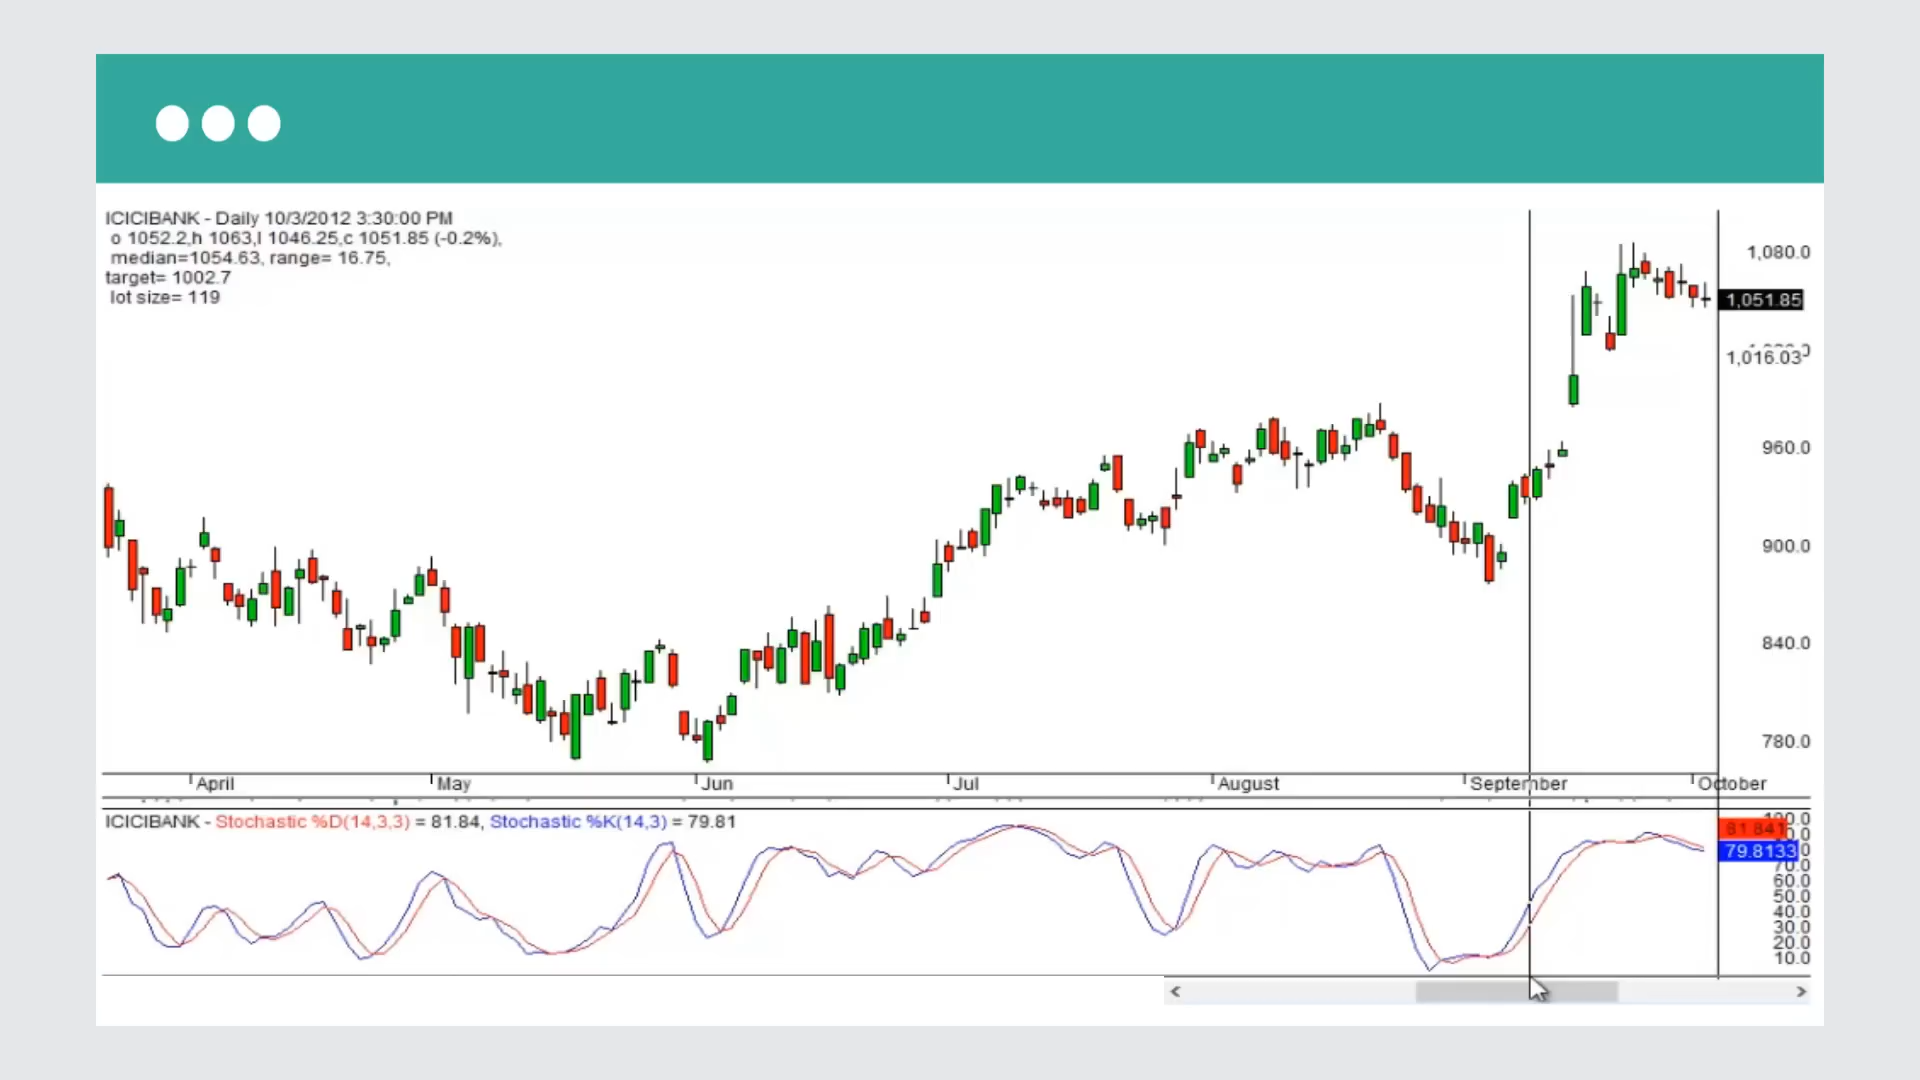 ICICIBANK - Daily 10/3/2012 3:30:00 PM
o 1052.2,h 1063,l 1046.25,c 1051.85 (-0.2%),
median=1054.63, range= 16.75,
target= 1002.7
lot size= 119
1,080.0
1,051.85
1,016.03
960.0
900.0
840.0
780.0
April May Jun Jul August September October
ICICIBANK - Stochastic %D(14,3,3) = 81.84, Stochastic %K(14,3) = 79.81
100.0
81.841
79.8133
70.0
60.0
50.0
40.0
30.0
20.0
10.0